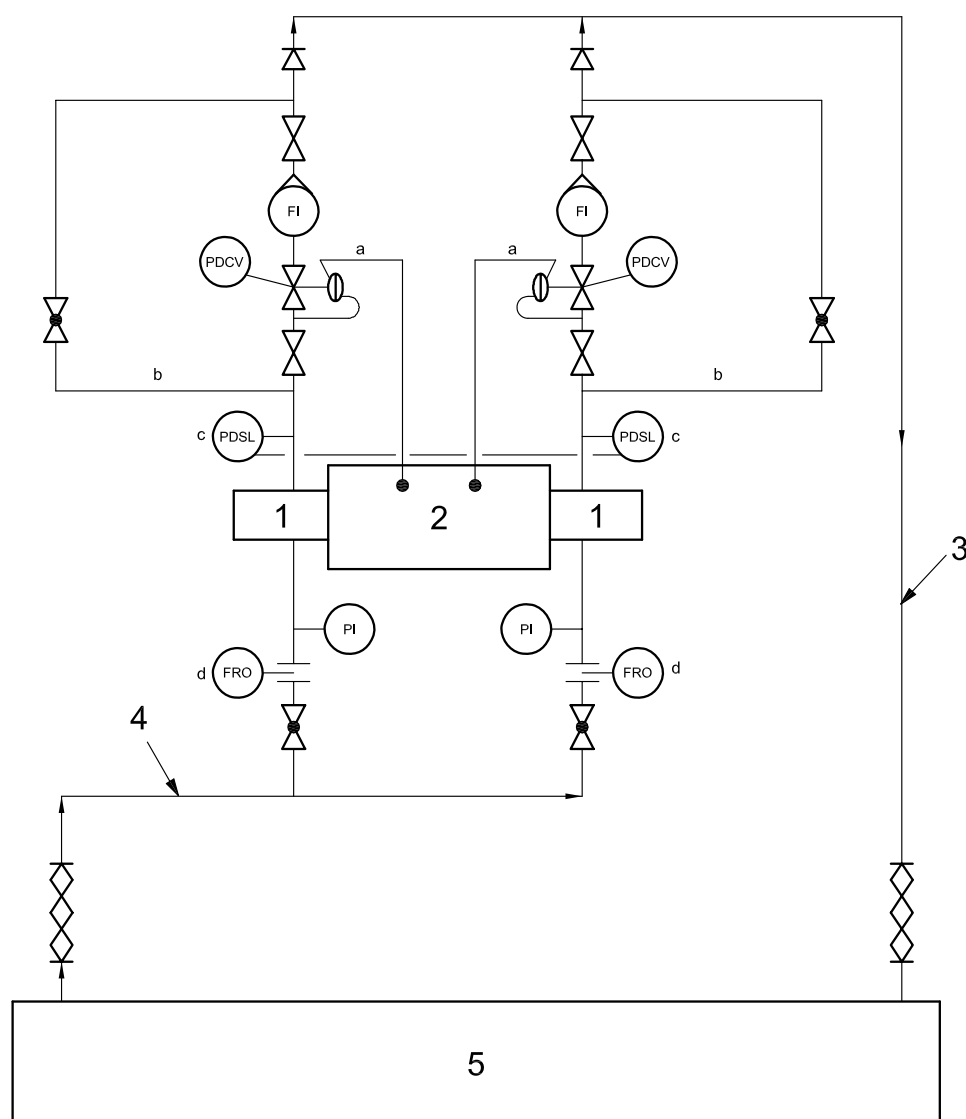 FI FI
a a
PDCV PDCV
b b
c PDSL PDSL c
1 2 1
3
PI PI
d FRO FRO d
4
5